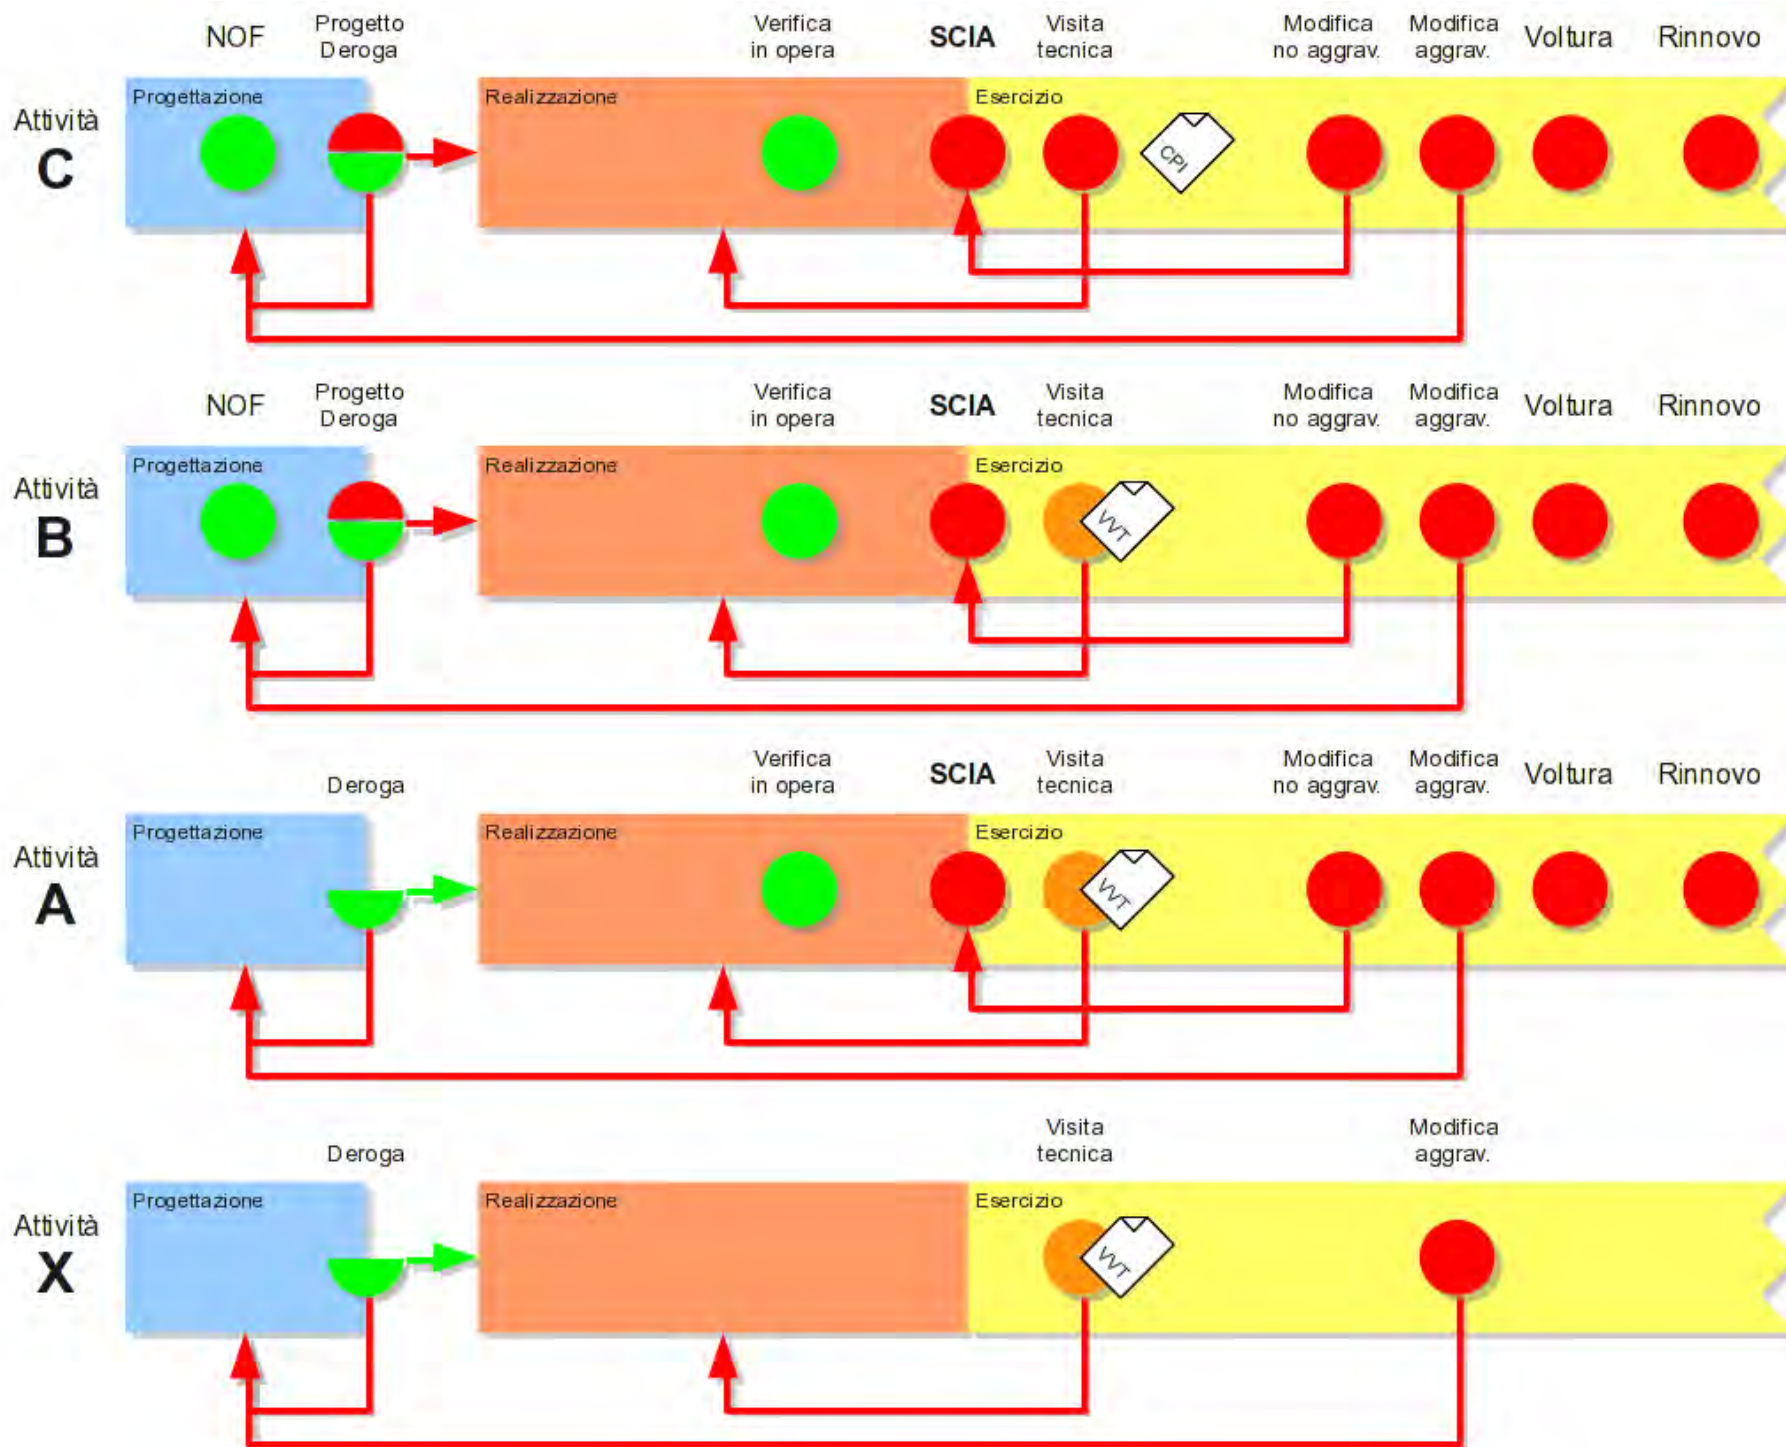 NOF
Progetto
Deroga
Verifica
in opera
SCIA
Visita
tecnica
Modifica
no aggrav.
Modifica
aggrav.
Voltura
Rinnovo
Attività
C
Progettazione
Realizzazione
Esercizio
CPI
NOF
Progetto
Deroga
Verifica
in opera
SCIA
Visita
tecnica
Modifica
no aggrav.
Modifica
aggrav.
Voltura
Rinnovo
Attività
B
Progettazione
Realizzazione
Esercizio
VVT
Deroga
Verifica
in opera
SCIA
Visita
tecnica
Modifica
no aggrav.
Modifica
aggrav.
Voltura
Rinnovo
Attività
A
Progettazione
Realizzazione
Esercizio
VVT
Deroga
Visita
tecnica
Modifica
aggrav.
Attività
X
Progettazione
Realizzazione
Esercizio
VVT